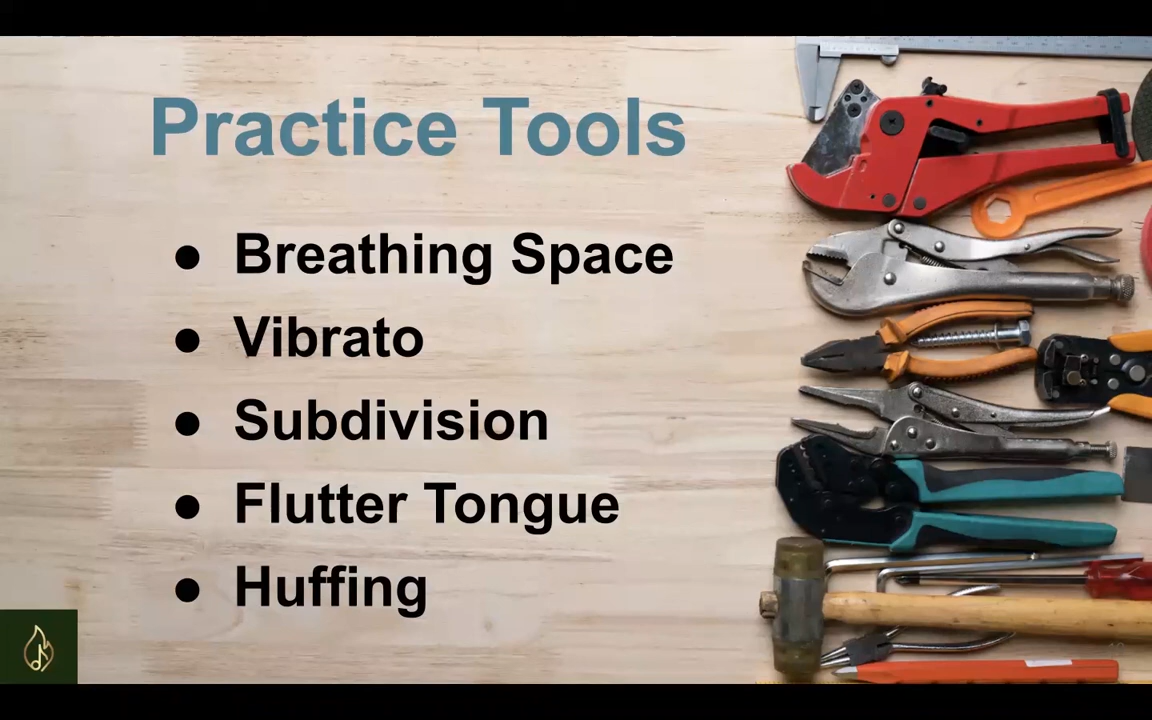 Practice Tools
● Breathing Space
● Vibrato
● Subdivision
● Flutter Tongue
● Huffing